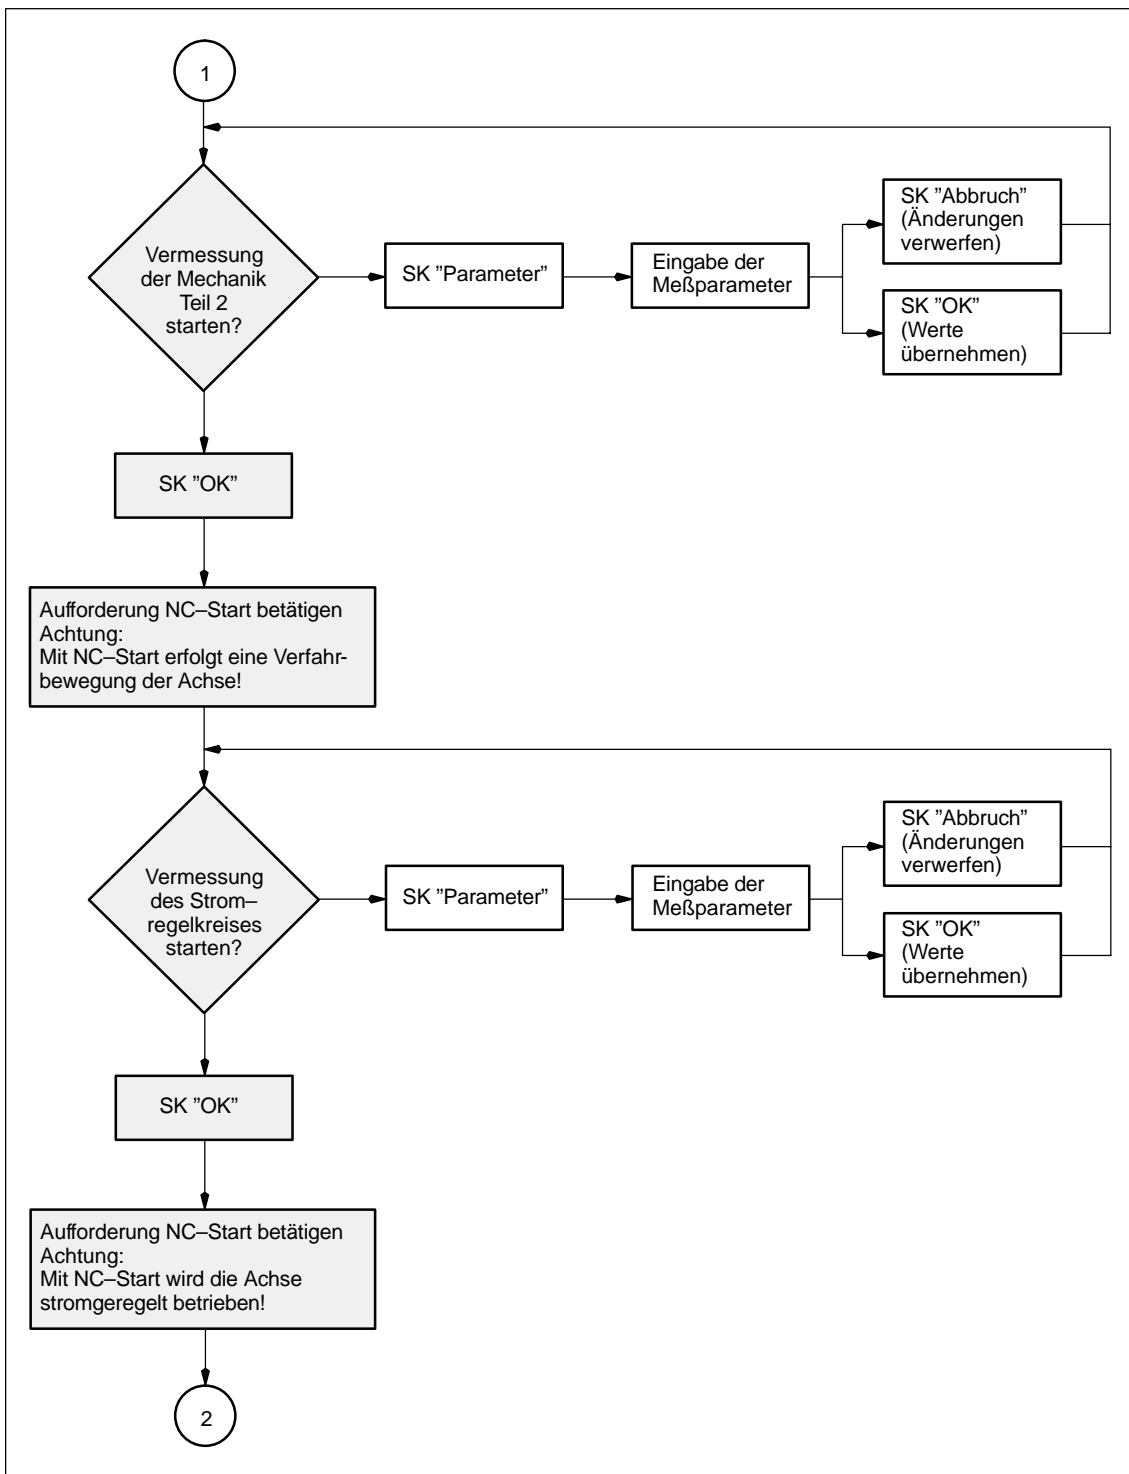 1
Vermessung
der Mechanik
Teil 2
starten?
SK ”Parameter”
Eingabe der
Meßparameter
SK ”Abbruch”
(Änderungen
verwerfen)
SK ”OK”
(Werte
übernehmen)
SK ”OK”
Aufforderung NC–Start betätigen
Achtung:
Mit NC–Start erfolgt eine Verfahr-
bewegung der Achse!
Vermessung
des Strom–
regelkreises
starten?
SK ”Parameter”
Eingabe der
Meßparameter
SK ”Abbruch”
(Änderungen
verwerfen)
SK ”OK”
(Werte
übernehmen)
SK ”OK”
Aufforderung NC–Start betätigen
Achtung:
Mit NC–Start wird die Achse
stromgeregelt betrieben!
2